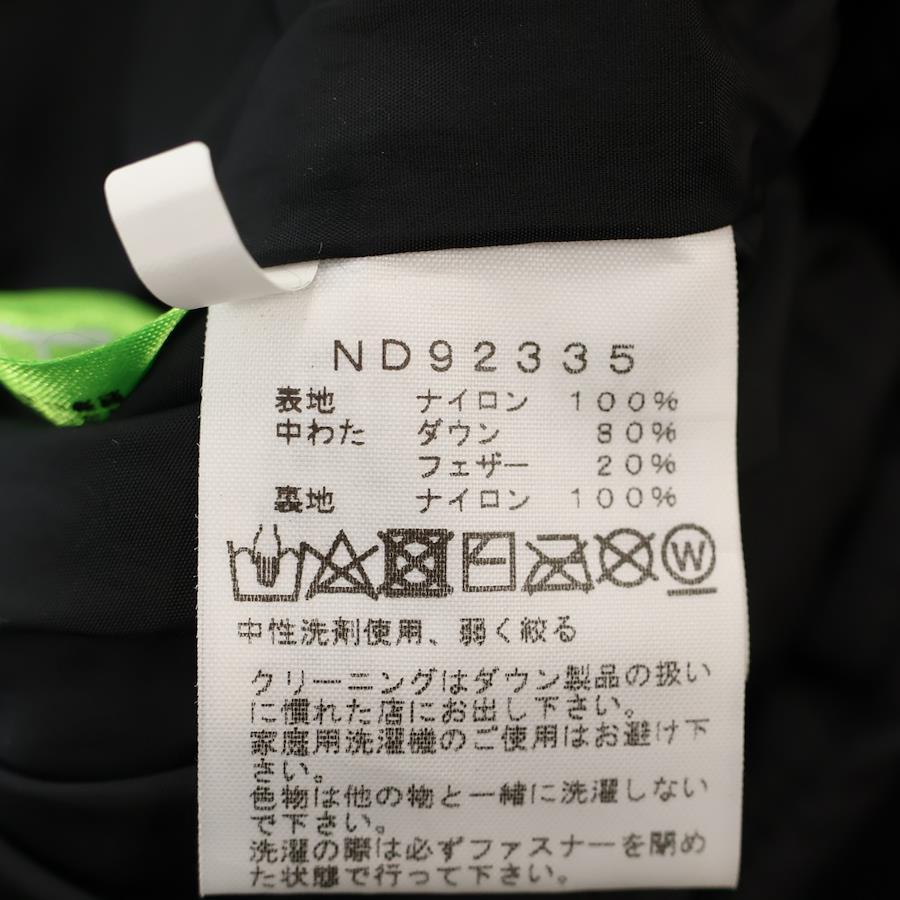 ND92335
表地 ナイロン 100%
中わた ダウン 80%
フェザー 20%
裏地 ナイロン 100%
W
中性洗剤使用、弱く絞る
クリーニングはダウン製品の扱い
に慣れた店にお出し下さい。
家庭用洗濯機のご使用はお避け下
さい。
色物は他の物と一緒に洗濯しない
で下さい。
洗濯の際は必ずファスナーを閉め
た状態で行って下さい。